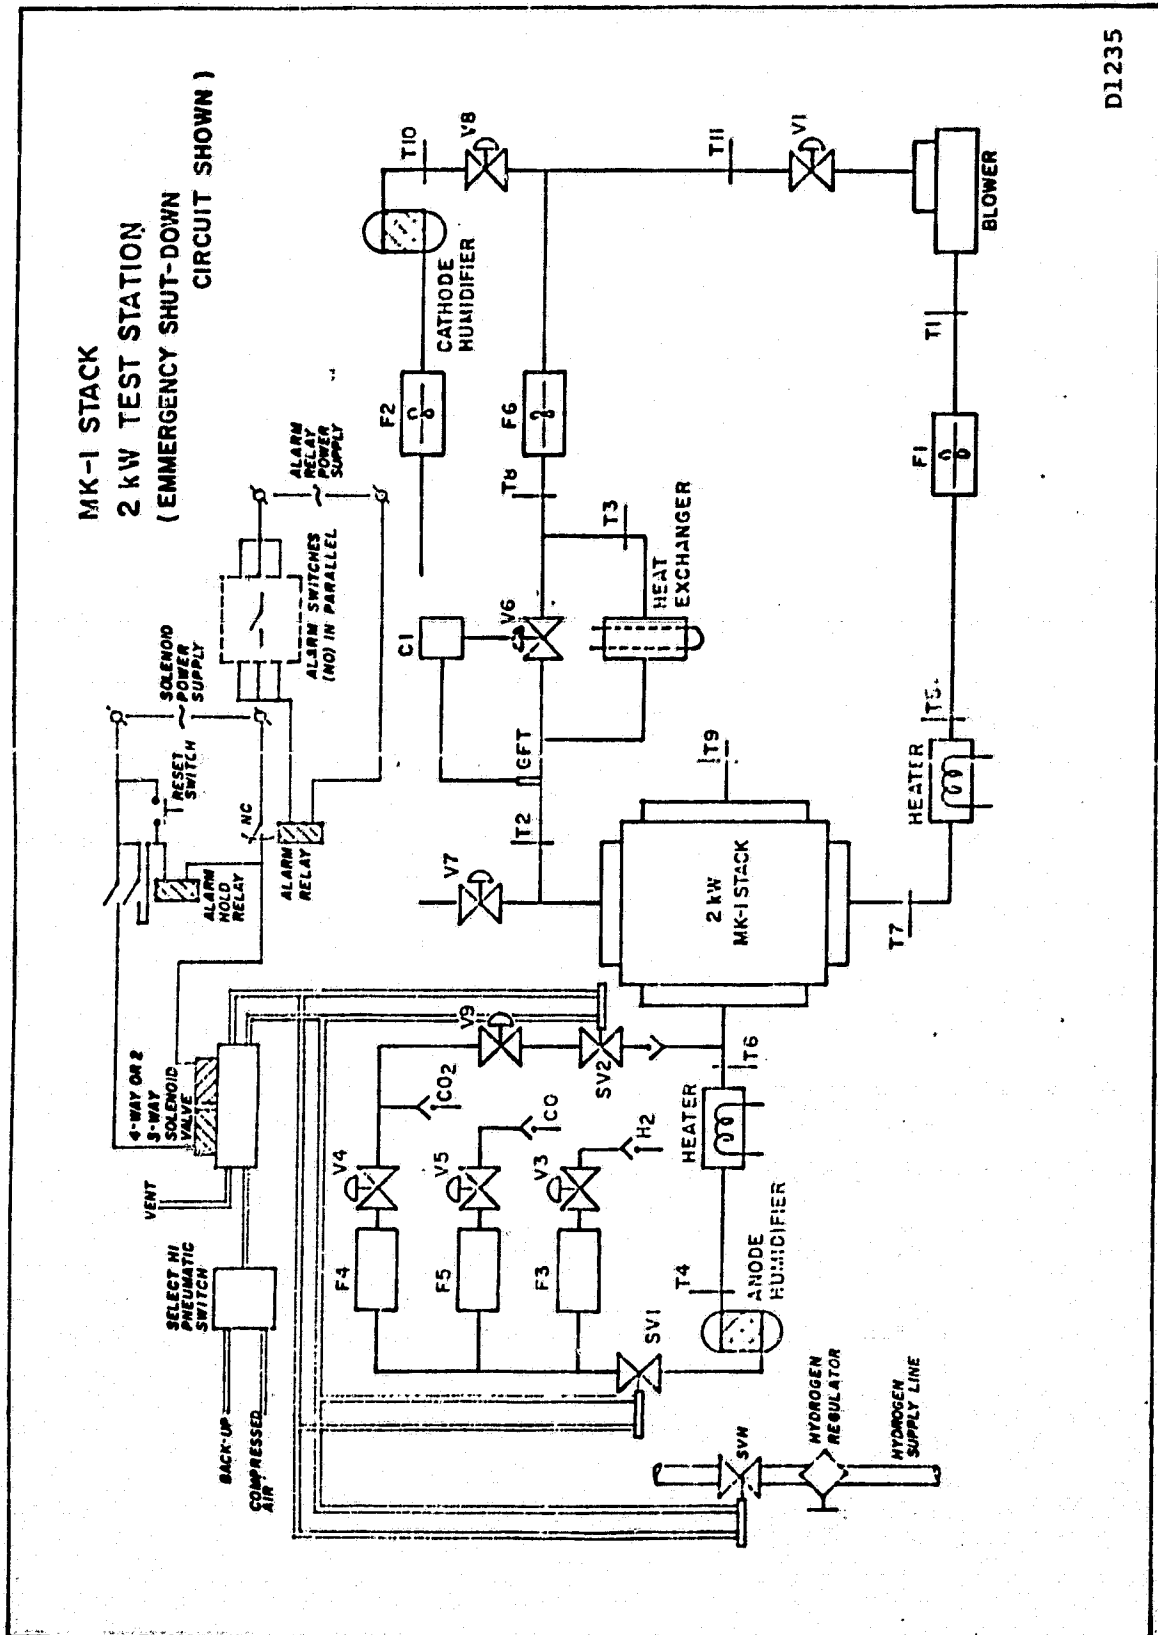 MK-1 STACK
2 kW TEST STATION
(EMMERGENCY SHUT-DOWN
CIRCUIT SHOWN)
SOLENOID
POWER
SUPPLY
RESET
SWITCH
NC
ALARM
HOLD
RELAY
ALARM
RELAY
ALARM SWITCHES
(NO) IN PARALLEL
ALARM
RELAY
POWER
SUPPLY
4-WAY OR 2
3-WAY
SOLENOID
VALVE
VENT
SELECT HI
PNEUMATIC
SWITCH
BACK-UP
COMPRESSED
AIR
F4
V4
CO2
V9
SV2
F5
V5
CO
F3
V3
H2
SV1
T4
ANODE
HUMIDIFIER
HEATER
T6
SVH
HYDROGEN
REGULATOR
HYDROGEN
SUPPLY LINE
V7
T2
GFT
C1
V6
T8
F6
F2
CATHODE
HUMIDIFIER
T10
V8
T3
HEAT
EXCHANGER
T9
2 kW
MK-1 STACK
T7
HEATER
T5
F1
T1
BLOWER
V1
T11
D1235